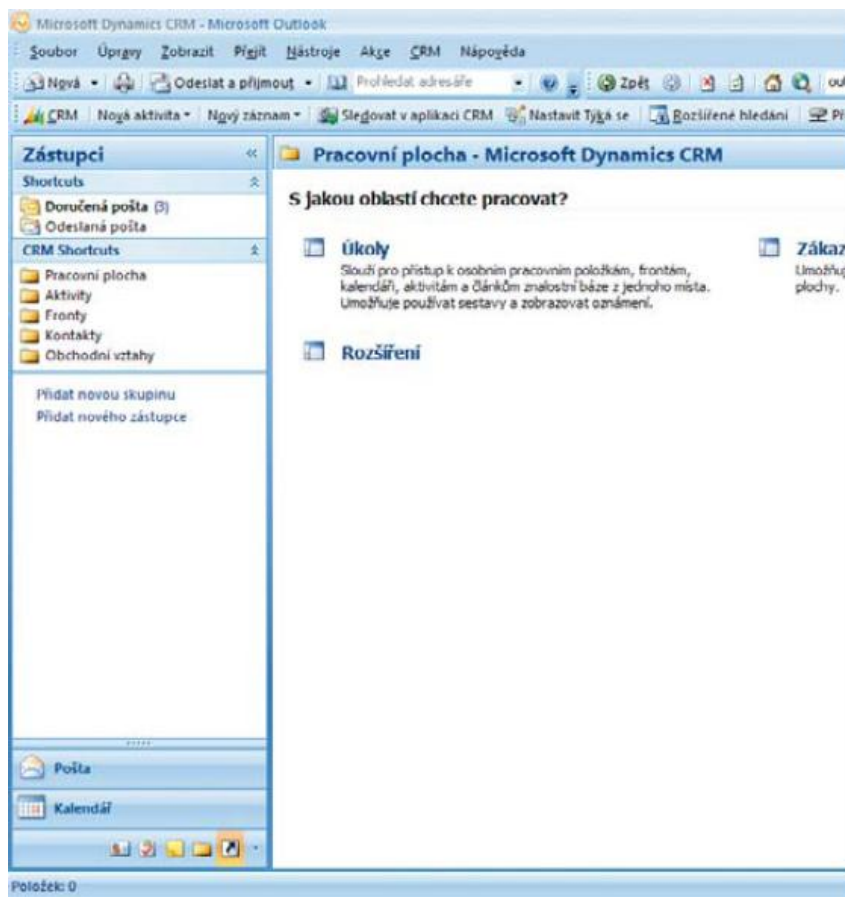 Microsoft Dynamics CRM - Microsoft Outlook
Soubor Úpravy Zobrazit Přejít Nástroje Akce CRM Nápověda
Nová Odeslat a přijmout Prohledat adresáře Zpět
CRM Nová aktivita Nový záznam Sledovat v aplikaci CRM Nastavit Týká se Rozšířené hledání
Zástupci
Shortcuts
Doručená pošta (3)
Odeslaná pošta
CRM Shortcuts
Pracovní plocha
Aktivity
Fronty
Kontakty
Obchodní vztahy
Přidat novou skupinu
Přidat nového zástupce
Pošta
Kalendář
Pracovní plocha - Microsoft Dynamics CRM
S jakou oblastí chcete pracovat?
Úkoly
Slouží pro přístup k osobním pracovním položkám, frontám,
kalendáři, aktivitám a článkům znalostní báze z jednoho místa.
Umožňuje používat sestavy a zobrazovat oznámení.
Rozšíření
Zákaz
Umožňuj
plochy.
Položek: 0